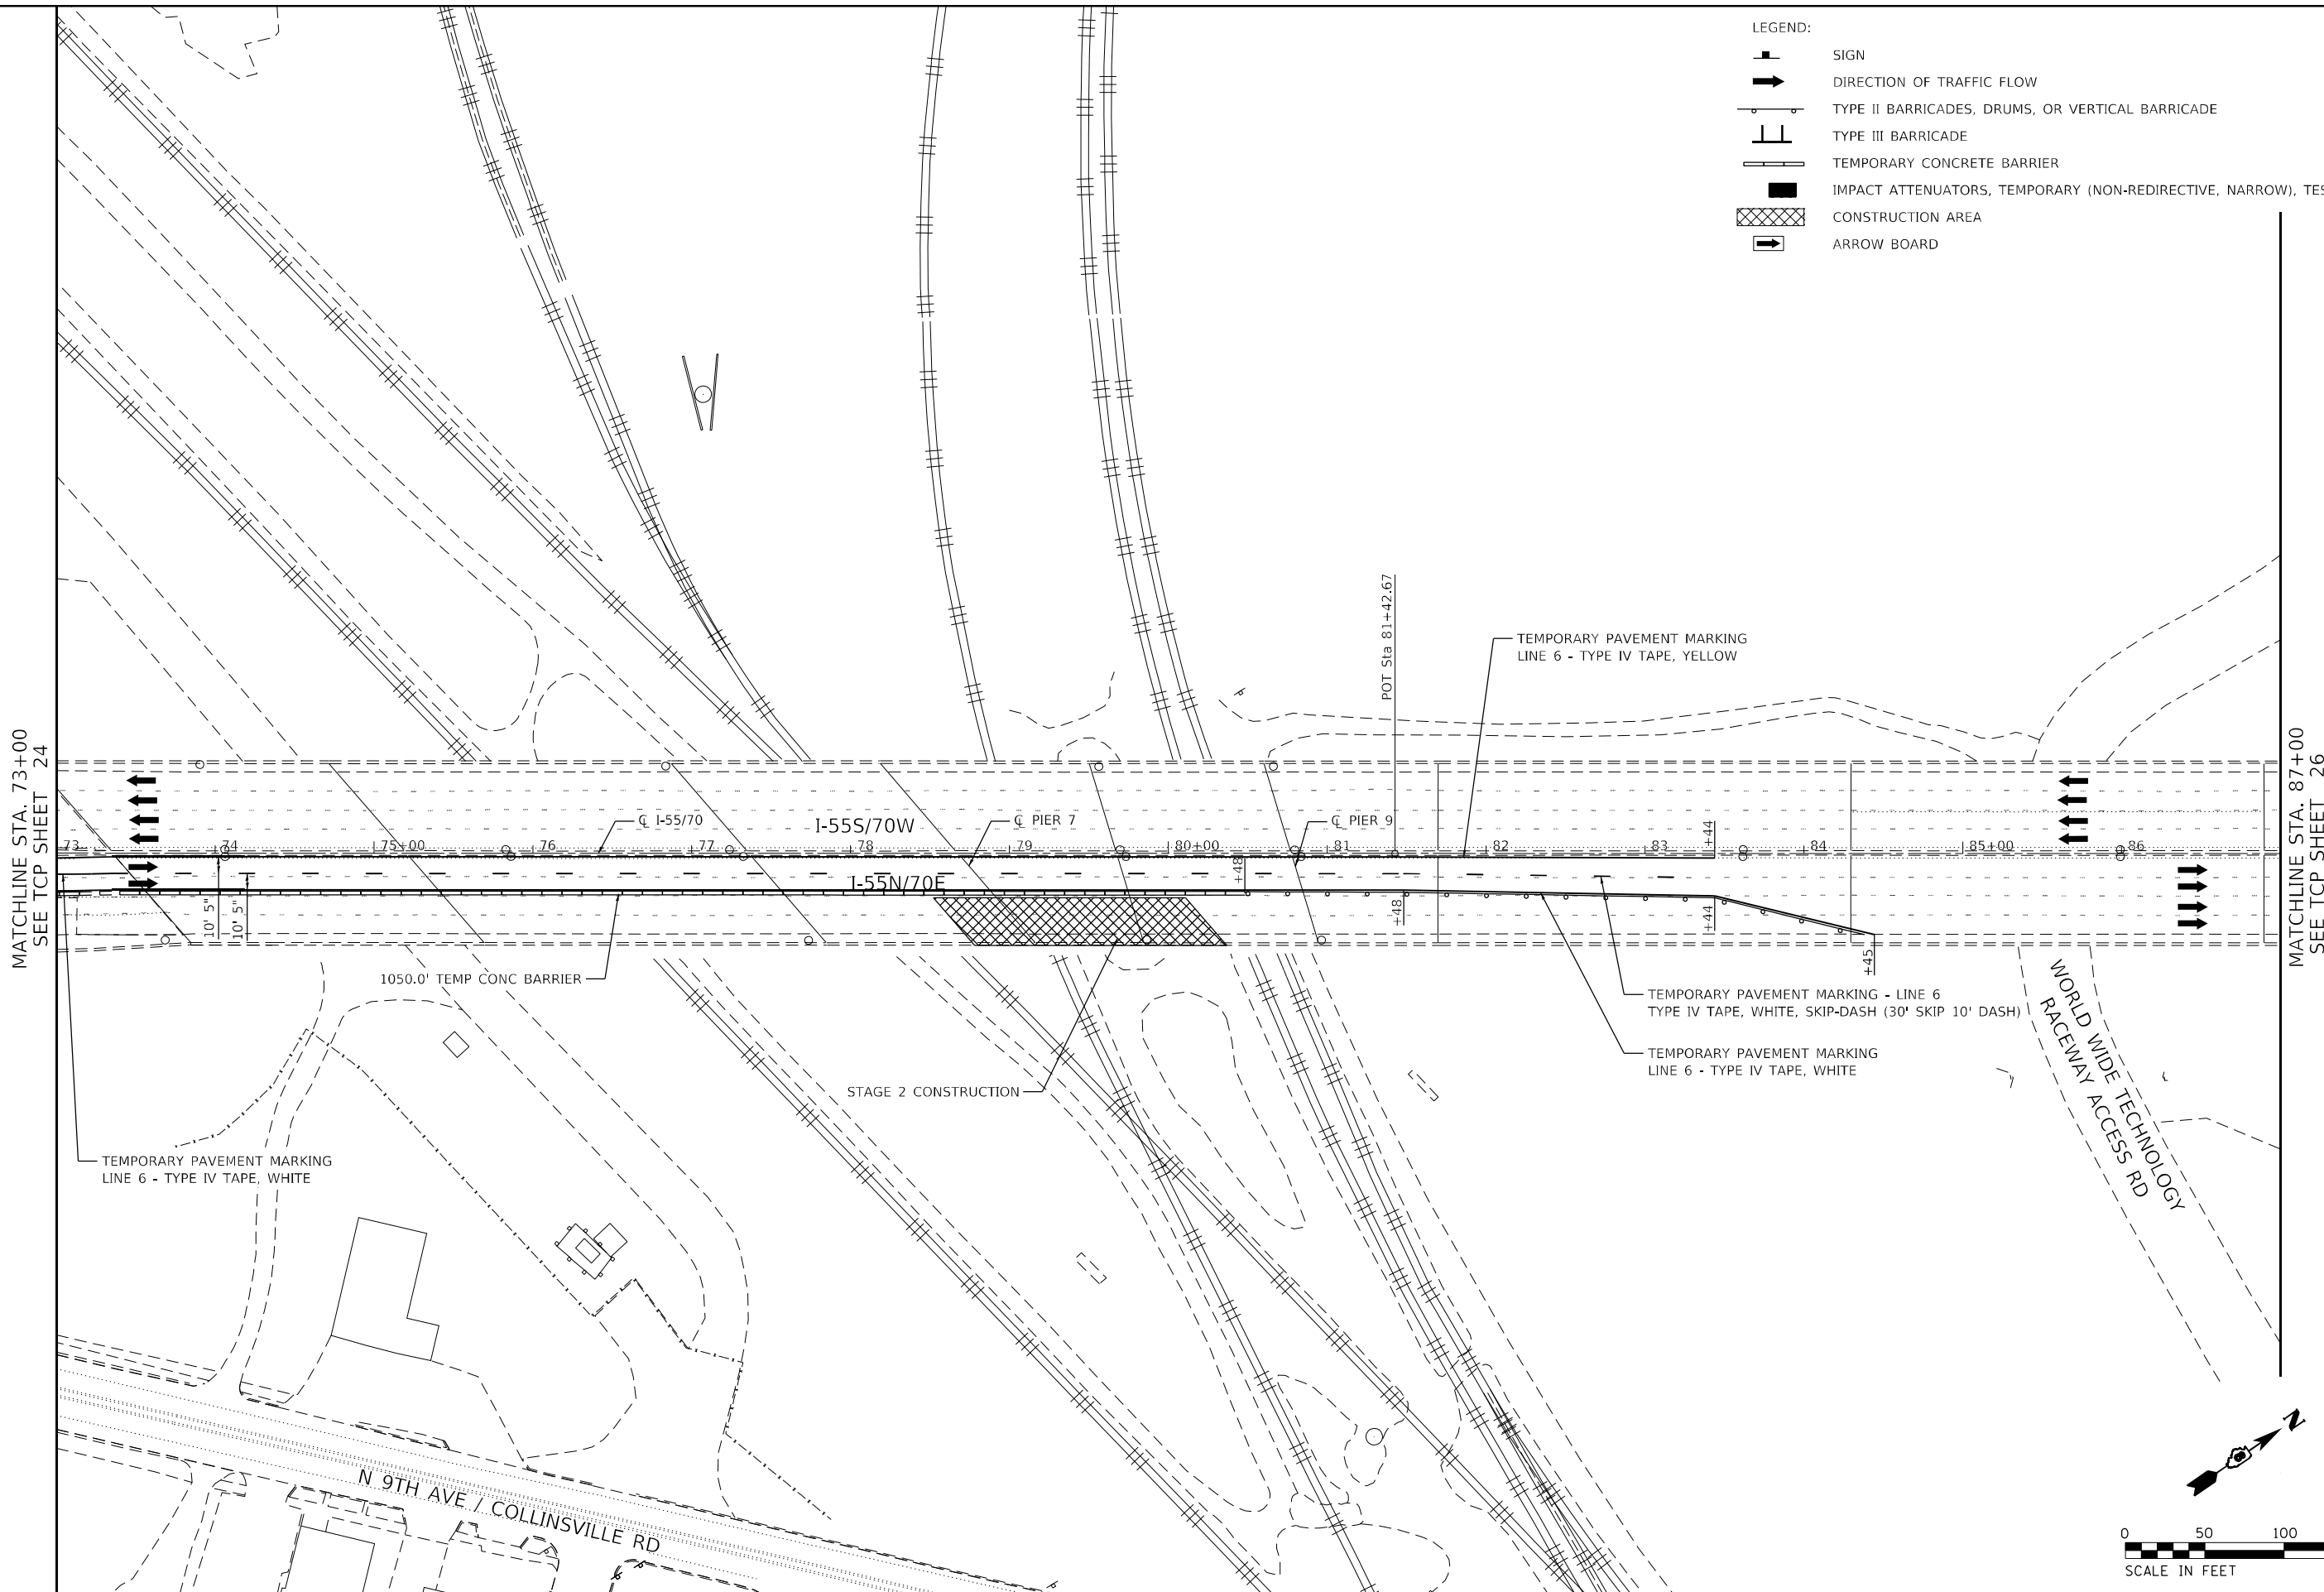 LEGEND:
SIGN
DIRECTION OF TRAFFIC FLOW
TYPE II BARRICADES, DRUMS, OR VERTICAL BARRICADE
TYPE III BARRICADE
TEMPORARY CONCRETE BARRIER
IMPACT ATTENUATORS, TEMPORARY (NON-REDIRECTIVE, NARROW),
CONSTRUCTION AREA
ARROW BOARD
POT Sta 81+42.67
TEMPORARY PAVEMENT MARKING
LINE 6 - TYPE IV TAPE, YELLOW
MATCHLINE STA. 73+00
SEE TCP SHEET 24
MATCHLINE STA. 87+00
SEE TCP SHEET 26
℄ I-55/70
I-55S/70W
℄ PIER 7
℄ PIER 9
+44
73 74 75+00 76 77 78 79 80+00 81 82 83 84 85+00 86
+48
I-55N/70E
10' 5"
10' 5"
+48
+44
+45
1050.0' TEMP CONC BARRIER
TEMPORARY PAVEMENT MARKING - LINE 6
TYPE IV TAPE, WHITE, SKIP-DASH (30' SKIP 10' DASH)
TEMPORARY PAVEMENT MARKING
LINE 6 - TYPE IV TAPE, WHITE
STAGE 2 CONSTRUCTION
WORLD WIDE TECHNOLOGY
RACEWAY ACCESS RD
TEMPORARY PAVEMENT MARKING
LINE 6 - TYPE IV TAPE, WHITE
N 9TH AVE / COLLINSVILLE RD
N
0 50 100
SCALE IN FEET